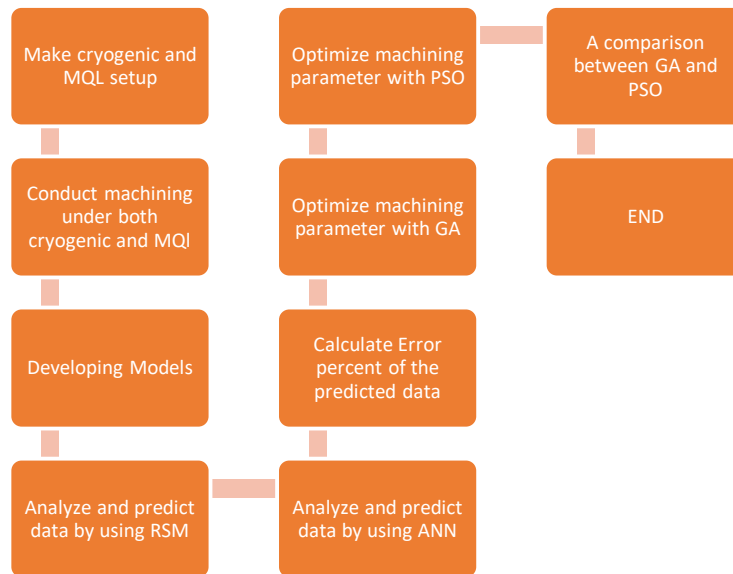 Make cryogenic and
MQL setup
Conduct machining
under both
cryogenic and MQl
Developing Models
Analyze and predict
data by using RSM
Analyze and predict
data by using ANN
Calculate Error
percent of the
predicted data
Optimize machining
parameter with GA
Optimize machining
parameter with PSO
A comparison
between GA and
PSO
END